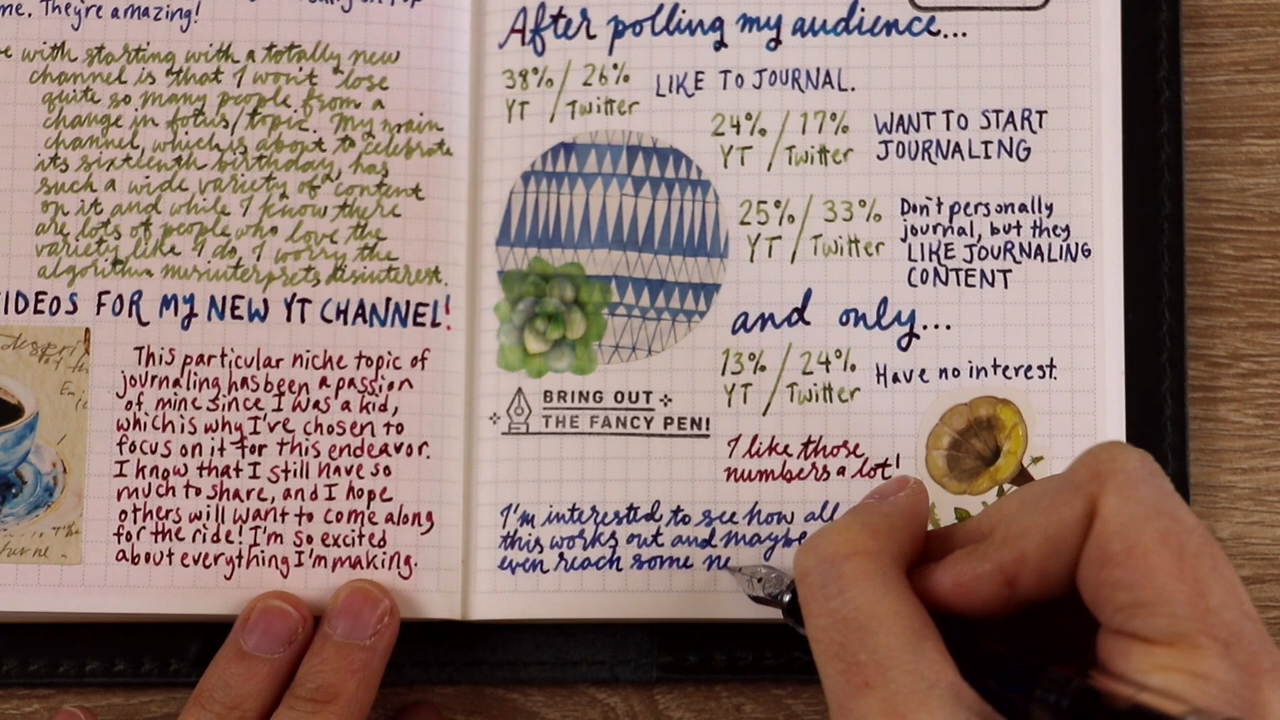 me. They're amazing!
with starting with a totally new
channel is that I won't lose
quite so many people from a
change in focus/topic. My main
channel, which is about to celebrate
its sixteenth birthday, has
such a wide variety of content
on it and while I know there
are lots of people who love the
variety like I do, I worry the
algorithm misinterprets disinterest.
VIDEOS FOR MY NEW YT CHANNEL!
This particular niche topic of
journaling has been a passion
of mine since I was a kid,
which is why I've chosen to
focus on it for this endeavor.
I know that I still have so
much to share, and I hope
others will want to come along
for the ride! I'm so excited
about everything I'm making.
After polling my audience...
38% / 26% LIKE TO JOURNAL.
YT / Twitter
24% / 17% WANT TO START
YT / Twitter JOURNALING
25% / 33% Don't personally
YT / Twitter journal, but they
LIKE JOURNALING
CONTENT
and only...
13% / 24% Have no interest.
YT / Twitter
BRING OUT
THE FANCY PEN!
I like those
numbers a lot!
I'm interested to see how all
this works out and maybe
even reach some ne